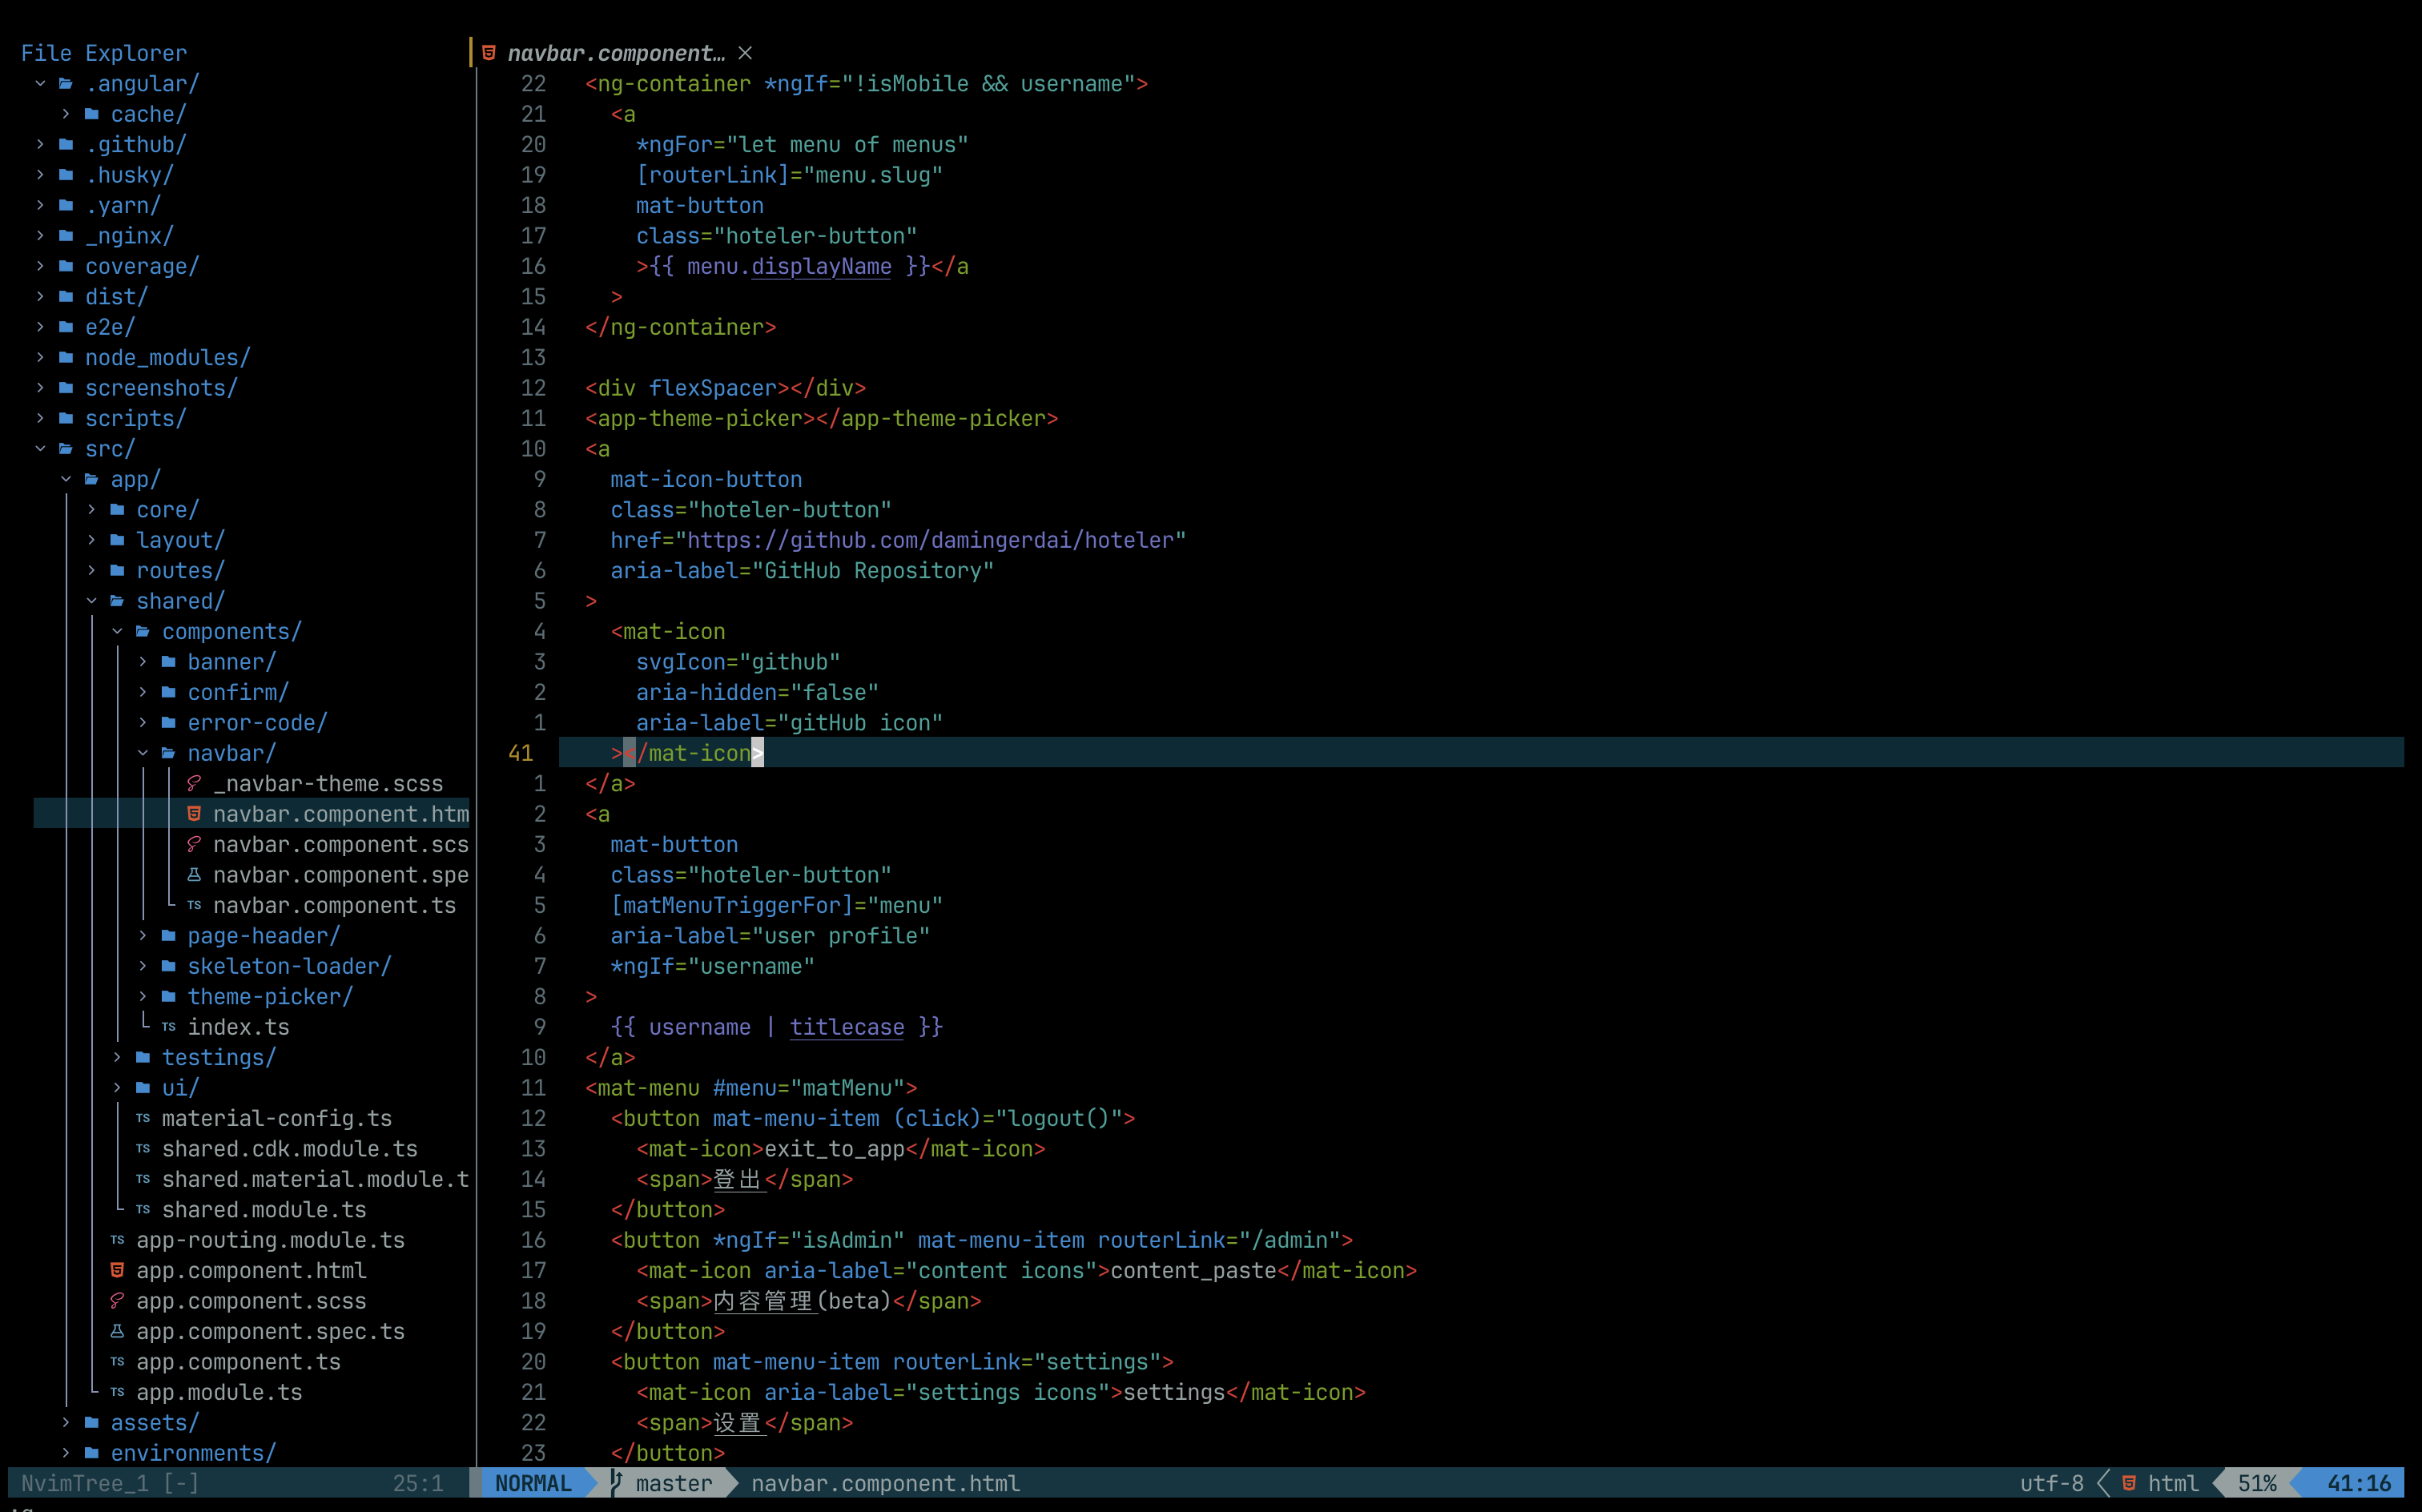 File Explorer
.angular/
cache/
.github/
.husky/
.yarn/
_nginx/
coverage/
dist/
e2e/
node_modules/
screenshots/
scripts/
src/
app/
core/
layout/
routes/
shared/
components/
banner/
confirm/
error-code/
navbar/
_navbar-theme.scss
navbar.component.htm
navbar.component.scs
navbar.component.spe
TS navbar.component.ts
page-header/
skeleton-loader/
theme-picker/
TS index.ts
testings/
ui/
TS material-config.ts
TS shared.cdk.module.ts
TS shared.material.module.t
TS shared.module.ts
TS app-routing.module.ts
app.component.html
app.component.scss
app.component.spec.ts
TS app.component.ts
TS app.module.ts
assets/
environments/
NvimTree_1 [-] 25:1
navbar.component… ×
22 <ng-container *ngIf="!isMobile && username">
21 <a
20 *ngFor="let menu of menus"
19 [routerLink]="menu.slug"
18 mat-button
17 class="hoteler-button"
16 >{{ menu.displayName }}</a
15 >
14 </ng-container>
13
12 <div flexSpacer></div>
11 <app-theme-picker></app-theme-picker>
10 <a
9 mat-icon-button
8 class="hoteler-button"
7 href="https://github.com/damingerdai/hoteler"
6 aria-label="GitHub Repository"
5 >
4 <mat-icon
3 svgIcon="github"
2 aria-hidden="false"
1 aria-label="gitHub icon"
41 ></mat-icon>
1 </a>
2 <a
3 mat-button
4 class="hoteler-button"
5 [matMenuTriggerFor]="menu"
6 aria-label="user profile"
7 *ngIf="username"
8 >
9 {{ username | titlecase }}
10 </a>
11 <mat-menu #menu="matMenu">
12 <button mat-menu-item (click)="logout()">
13 <mat-icon>exit_to_app</mat-icon>
14 <span>登出</span>
15 </button>
16 <button *ngIf="isAdmin" mat-menu-item routerLink="/admin">
17 <mat-icon aria-label="content icons">content_paste</mat-icon>
18 <span>内容管理(beta)</span>
19 </button>
20 <button mat-menu-item routerLink="settings">
21 <mat-icon aria-label="settings icons">settings</mat-icon>
22 <span>设置</span>
23 </button>
NORMAL master navbar.component.html utf-8 html 51% 41:16